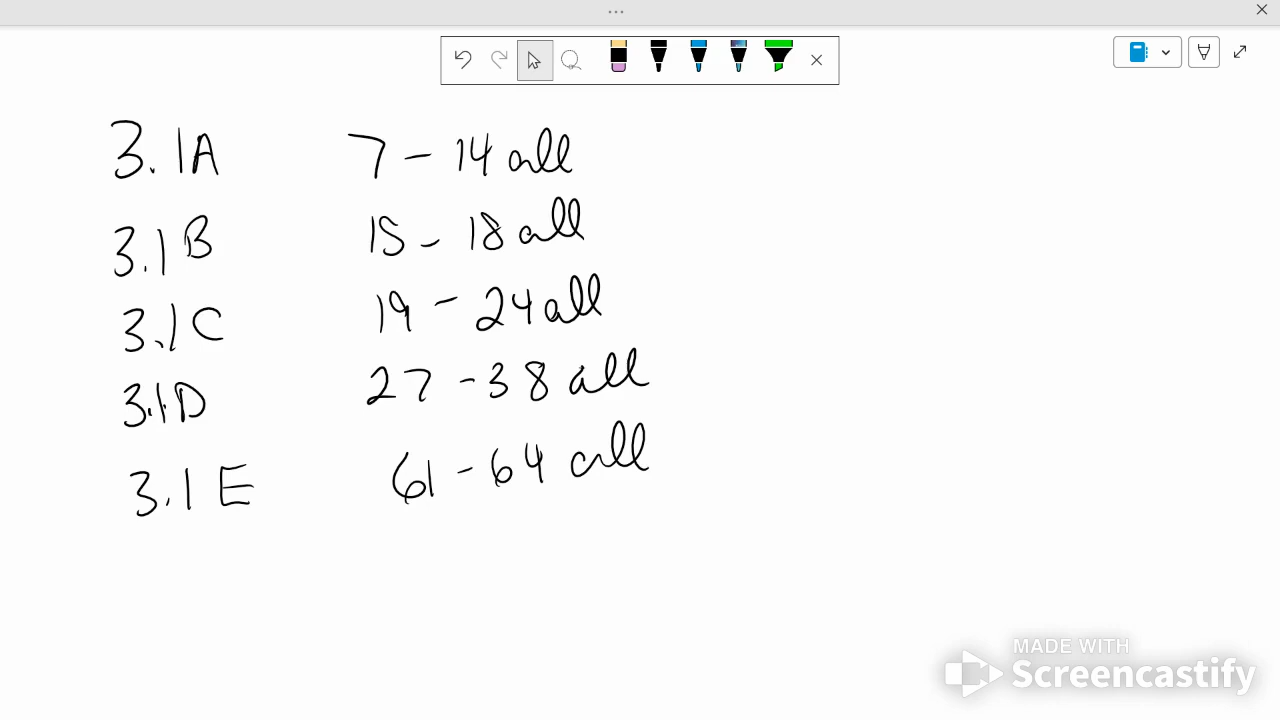 3.1A 7 - 14 all
3.1B 15 - 18 all
3.1C 19 - 24 all
3.1D 27 - 38 all
3.1E 61 - 64 all
MADE WITH
Screencastify